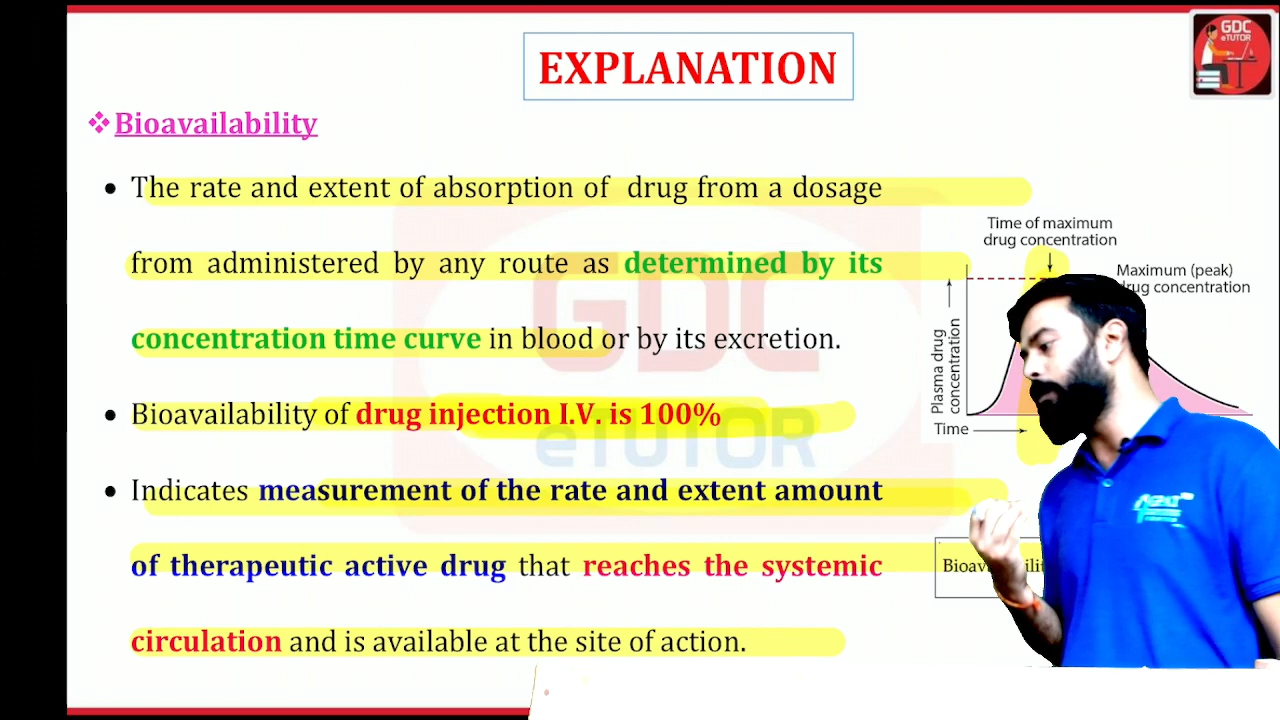 EXPLANATION
GDC
eTUTOR
❖Bioavailability
• The rate and extent of absorption of drug from a dosage
from administered by any route as determined by its
concentration time curve in blood or by its excretion.
• Bioavailability of drug injection I.V. is 100%
• Indicates measurement of the rate and extent amount
of therapeutic active drug that reaches the systemic
circulation and is available at the site of action.
GDC
eTUTOR
Time of maximum
drug concentration
Maximum (peak)
drug concentration
Plasma drug
concentration
Time